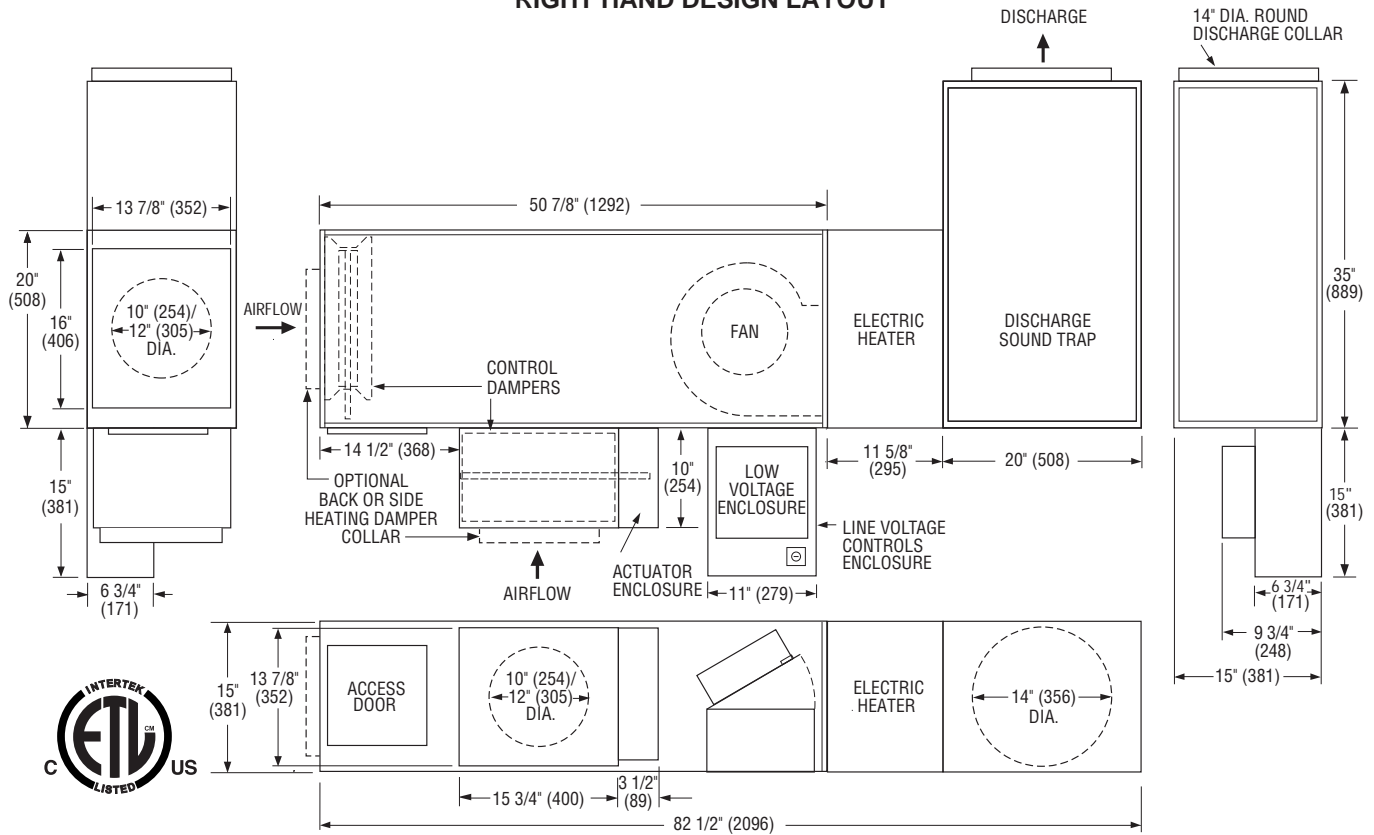 RIGHT HAND DESIGN LAYOUT
DISCHARGE
14" DIA. ROUND
DISCHARGE COLLAR
13 7/8" (352)
50 7/8" (1292)
20"
(508)
16"
(406)
10" (254)/
12" (305)
DIA.
AIRFLOW
FAN
ELECTRIC
HEATER
DISCHARGE
SOUND TRAP
35"
(889)
CONTROL
DAMPERS
14 1/2" (368)
11 5/8"
(295)
20" (508)
15"
(381)
OPTIONAL
BACK OR SIDE
HEATING DAMPER
COLLAR
10"
(254)
LOW
VOLTAGE
ENCLOSURE
LINE VOLTAGE
CONTROLS
ENCLOSURE
15"
(381)
6 3/4"
(171)
AIRFLOW
ACTUATOR
ENCLOSURE
11" (279)
6 3/4"
(171)
9 3/4"
(248)
15" (381)
15"
(381)
13 7/8"
(352)
ACCESS
DOOR
10" (254)/
12" (305)
DIA.
ELECTRIC
HEATER
14" (356)
DIA.
INTERTEK
ETL
CM
C
US
LISTED
15 3/4" (400)
3 1/2"
(89)
82 1/2" (2096)